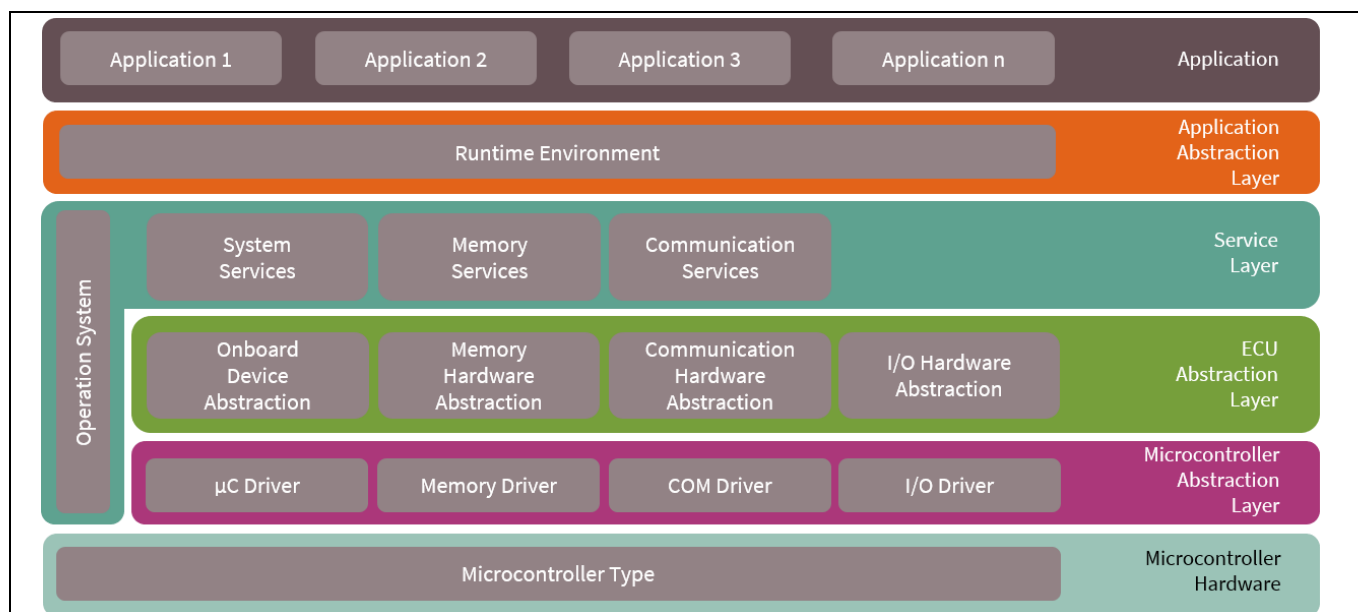 Application 1
Application 2
Application 3
Application n
Application
Runtime Environment
Application
Abstraction
Layer
Operation System
System
Services
Memory
Services
Communication
Services
Service
Layer
Onboard
Device
Abstraction
Memory
Hardware
Abstraction
Communication
Hardware
Abstraction
I/O Hardware
Abstraction
ECU
Abstraction
Layer
µC Driver
Memory Driver
COM Driver
I/O Driver
Microcontroller
Abstraction
Layer
Microcontroller Type
Microcontroller
Hardware